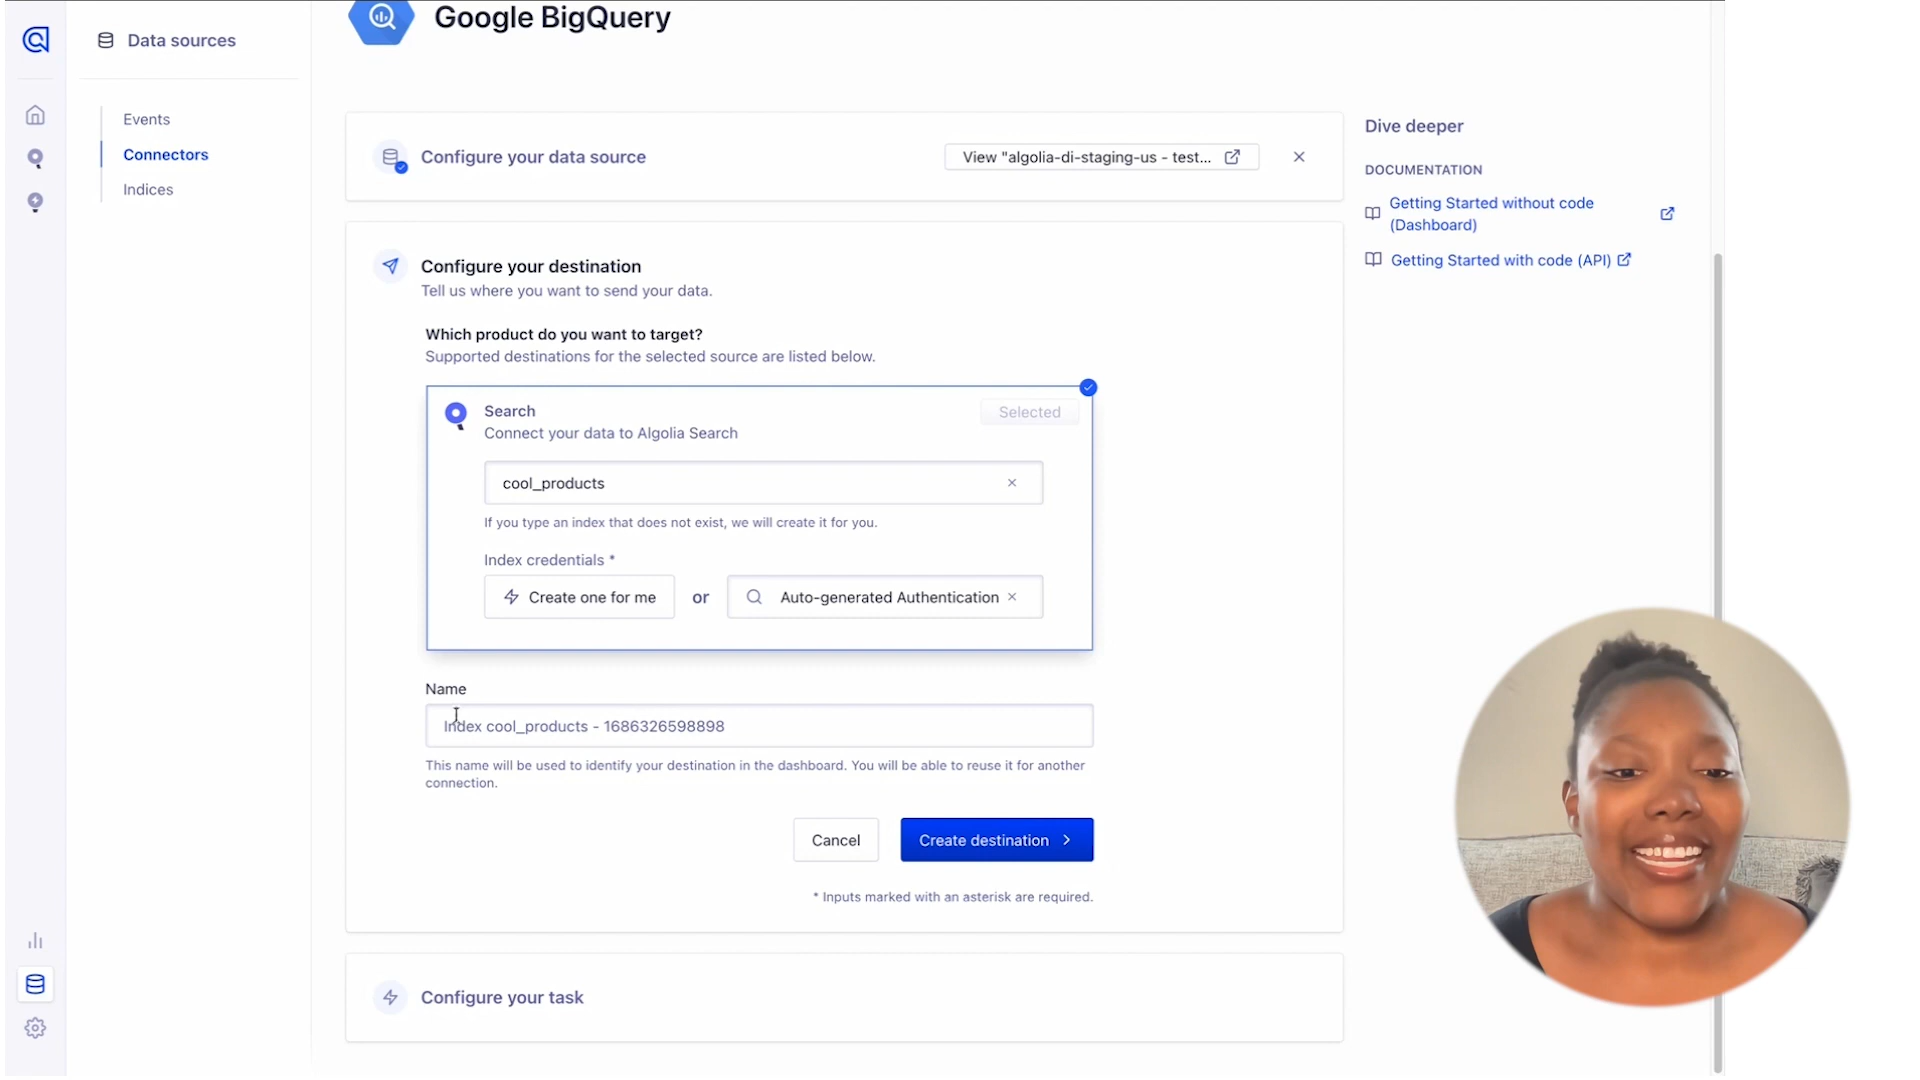 Google BigQuery
Data sources
Events
Connectors
Indices
Configure your data source
View "algolia-di-staging-us - test...
Dive deeper
DOCUMENTATION
Getting Started without code
(Dashboard)
Getting Started with code (API)
Configure your destination
Tell us where you want to send your data.
Which product do you want to target?
Supported destinations for the selected source are listed below.
Search
Selected
Connect your data to Algolia Search
cool_products
If you type an index that does not exist, we will create it for you.
Index credentials *
Create one for me
or
Auto-generated Authentication
Name
Index cool_products - 1686326598898
This name will be used to identify your destination in the dashboard. You will be able to reuse it for another
connection.
Cancel
Create destination
* Inputs marked with an asterisk are required.
Configure your task